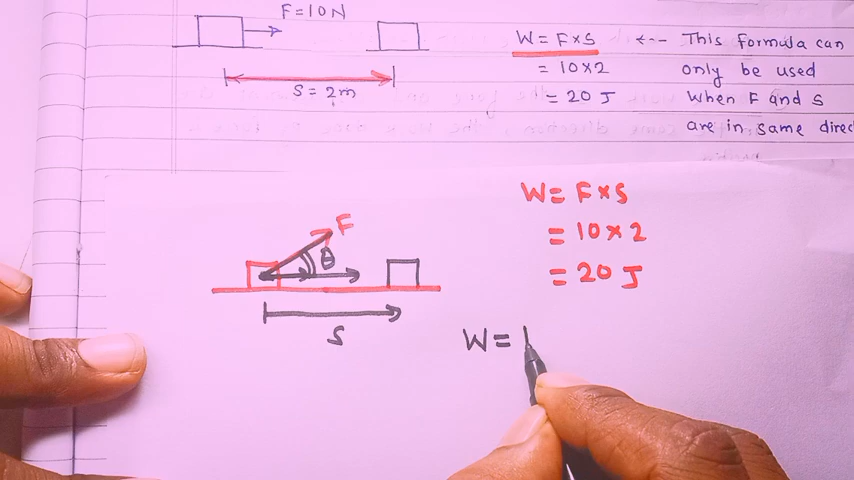 F=10N
S = 2m
W = F×S ←-- This formula can
= 10×2 only be used
= 20 J when F and S
are in same direc
F
θ
S
W= F×S
= 10×2
= 20 J
W=